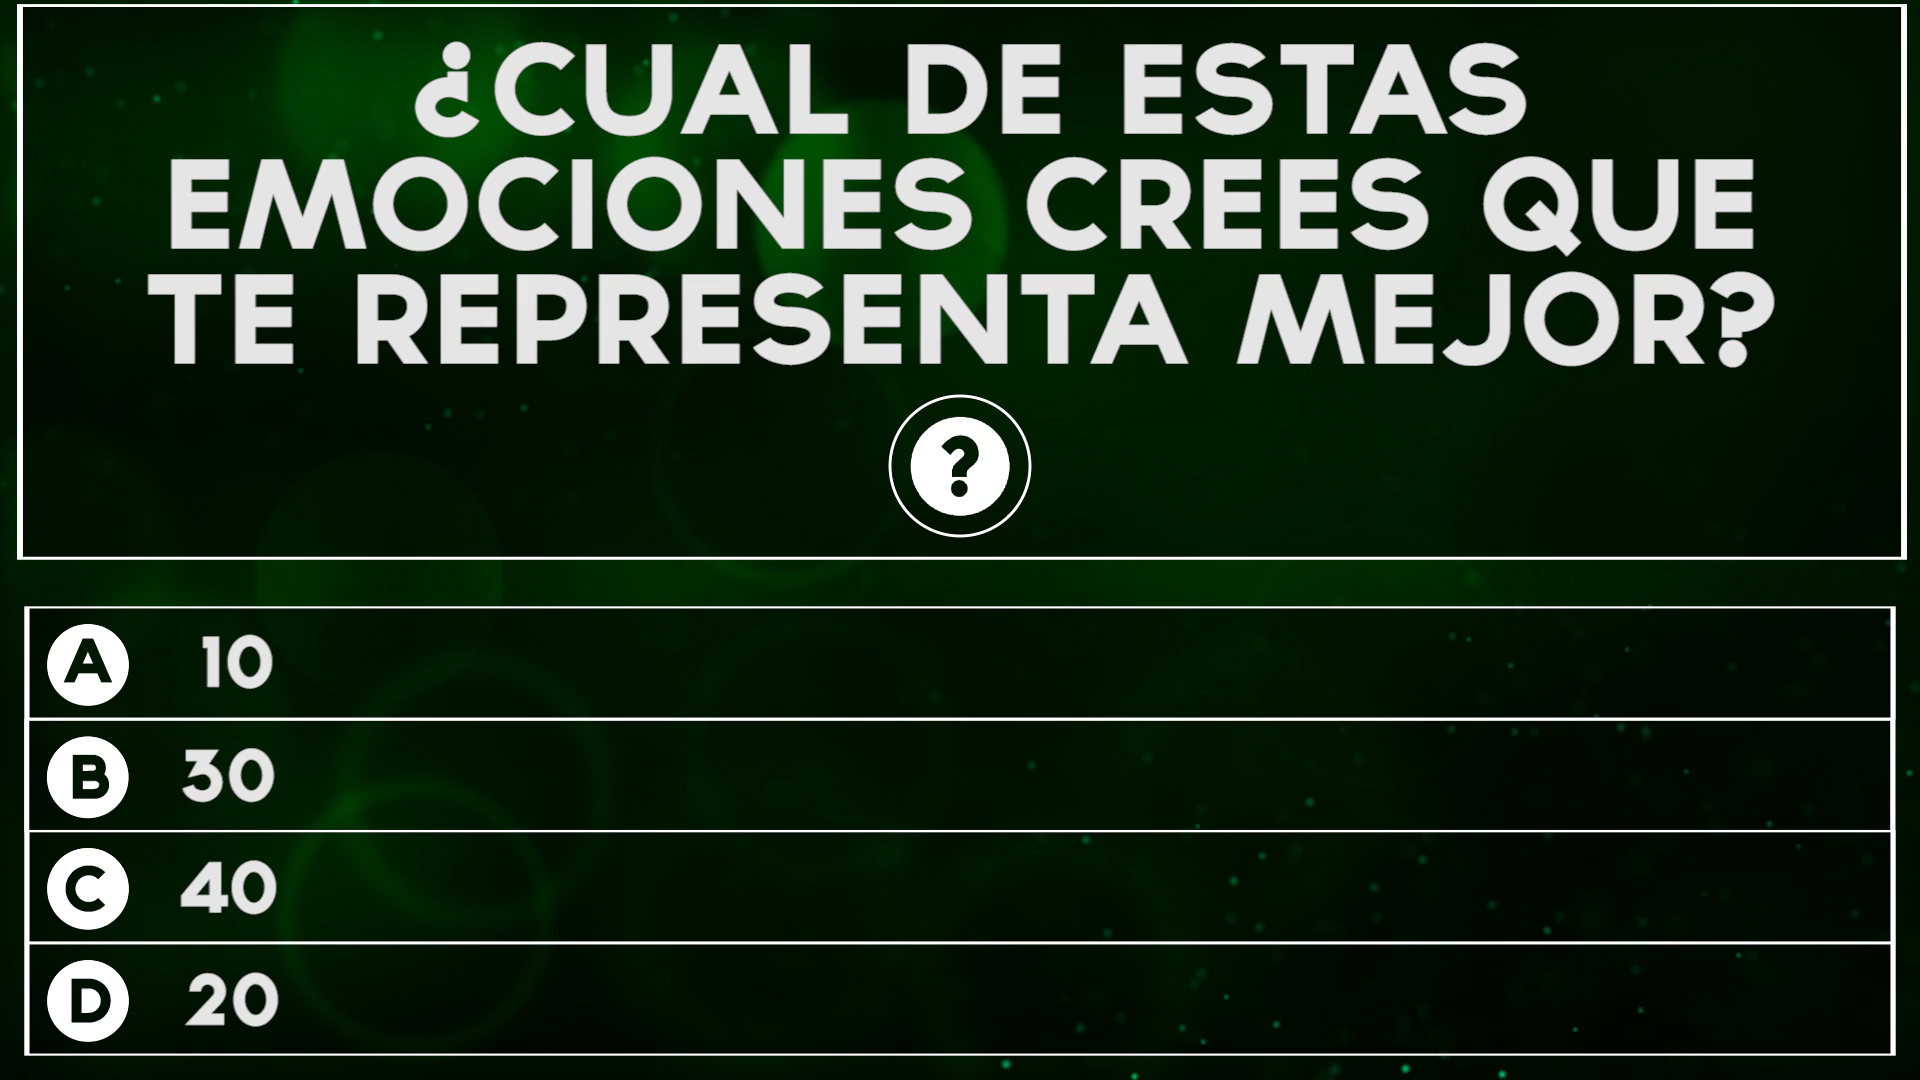 ¿CUAL DE ESTAS
EMOCIONES CREES QUE
TE REPRESENTA MEJOR?
?
A 10
B 30
C 40
D 20